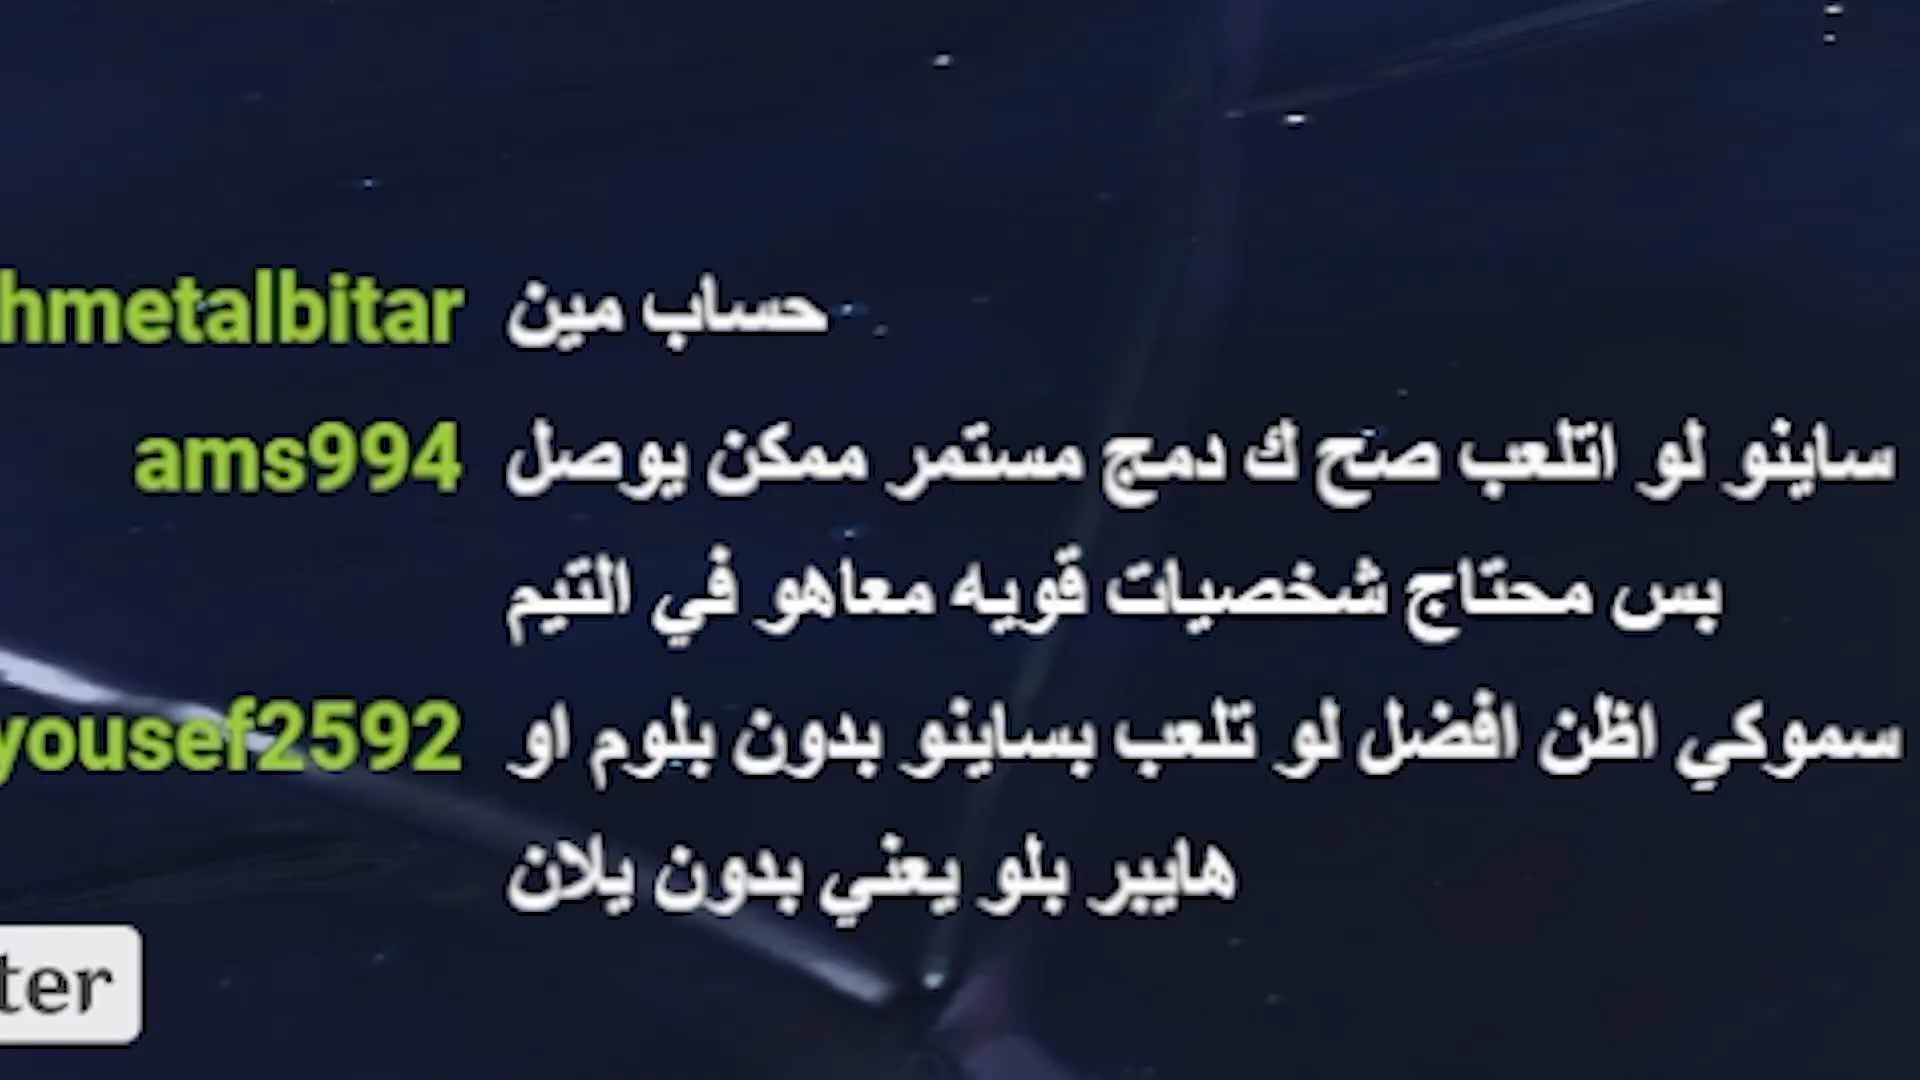 hmetalbitar حساب مين
ams994 ساينو لو اتلعب صح ك دمج مستمر ممكن يوصل
بس محتاج شخصيات قويه معاهو في التيم
yousef2592 سموكي اظن افضل لو تلعب بساينو بدون بلوم او
هايبر بلو يعني بدون يلان
ter